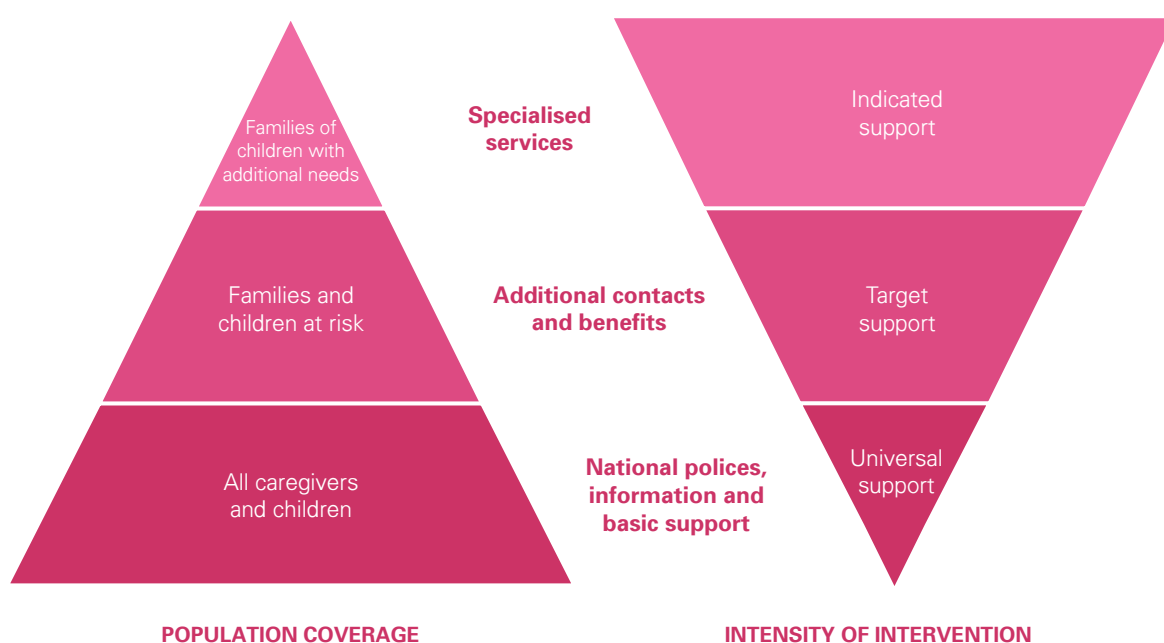 Families of
children with
additional needs
Specialised
services
Indicated
support
Families and
children at risk
Additional contacts
and benefits
Target
support
All caregivers
and children
National polices,
information and
basic support
Universal
support
POPULATION COVERAGE
INTENSITY OF INTERVENTION